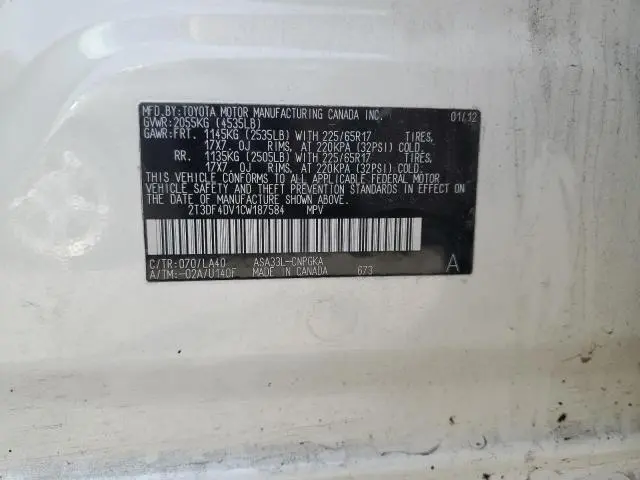 MFD.BY:TOYOTA MOTOR MANUFACTURING CANADA INC. 01/12
GVWR:2055KG (4535LB)
GAWR:FRT. 1145KG (2535LB) WITH 225/65R17 TIRES,
17X7 0J RIMS, AT 220KPA (32PSI) COLD.
RR. 1135KG (2505LB) WITH 225/65R17 TIRES,
17X7 0J RIMS, AT 220KPA (32PSI) COLD.
THIS VEHICLE CONFORMS TO ALL APPLICABLE FEDERAL MOTOR
VEHICLE SAFETY AND THEFT PREVENTION STANDARDS IN EFFECT ON
THE DATE OF MANUFACTURE SHOWN ABOVE.
2T3DF4DV1CW187584 MPV
C/TR:070/LA40 ASA33L-CNPGKA
A/TM:-02A/U140F MADE IN CANADA 673 A